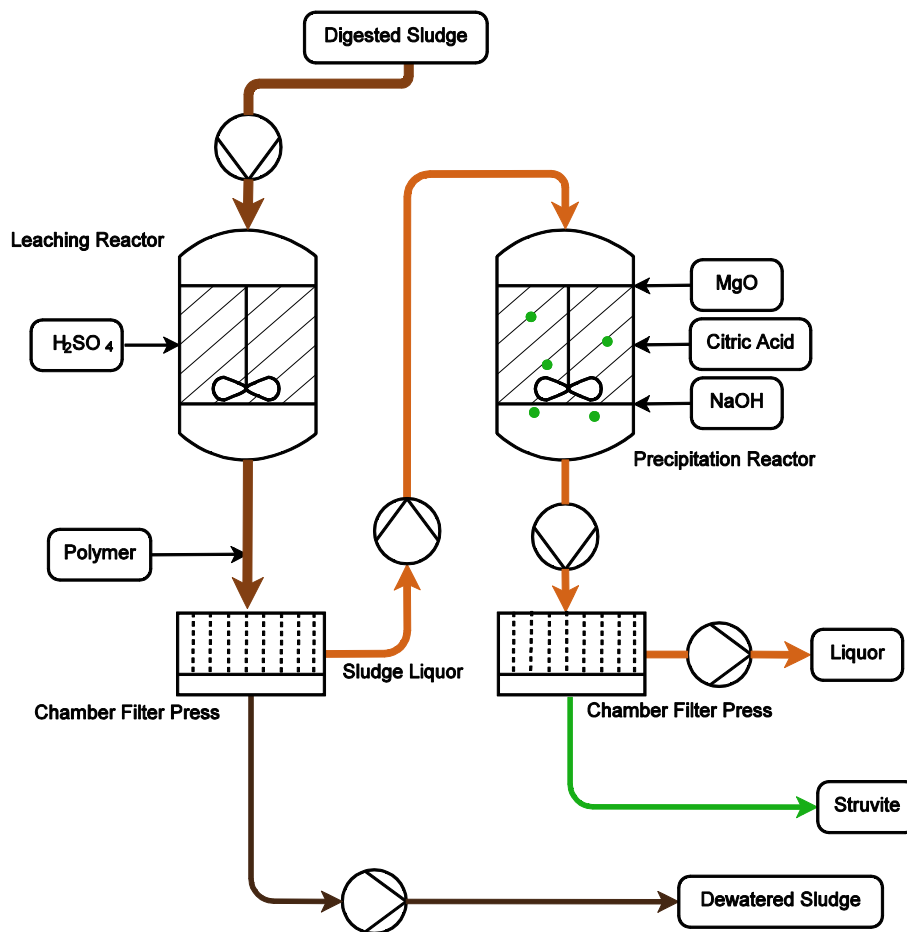 Digested Sludge
Leaching Reactor
H₂SO₄
MgO
Citric Acid
NaOH
Precipitation Reactor
Polymer
Sludge Liquor
Liquor
Chamber Filter Press
Chamber Filter Press
Struvite
Dewatered Sludge